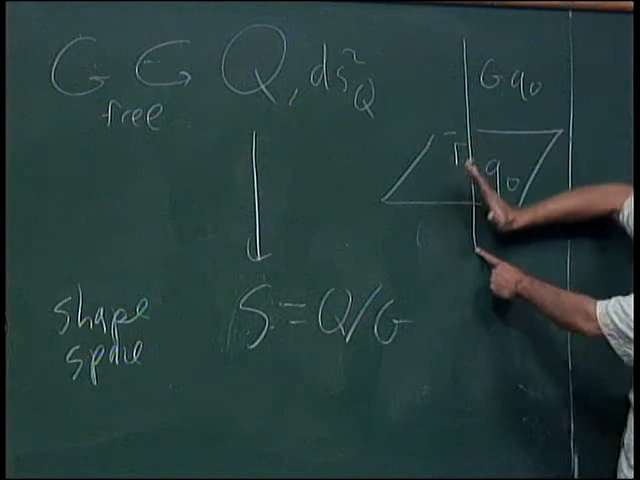 G ↻ Q, ds²_Q
free
G q₀
q₀
S = Q/G
shape
space